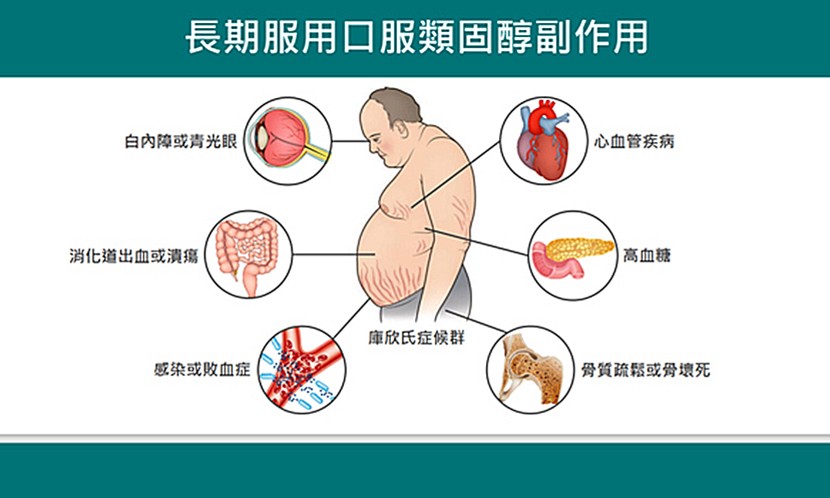 長期服用口服類固醇副作用
白內障或青光眼
心血管疾病
消化道出血或潰瘍
高血糖
庫欣氏症候群
感染或敗血症
骨質疏鬆或骨壞死